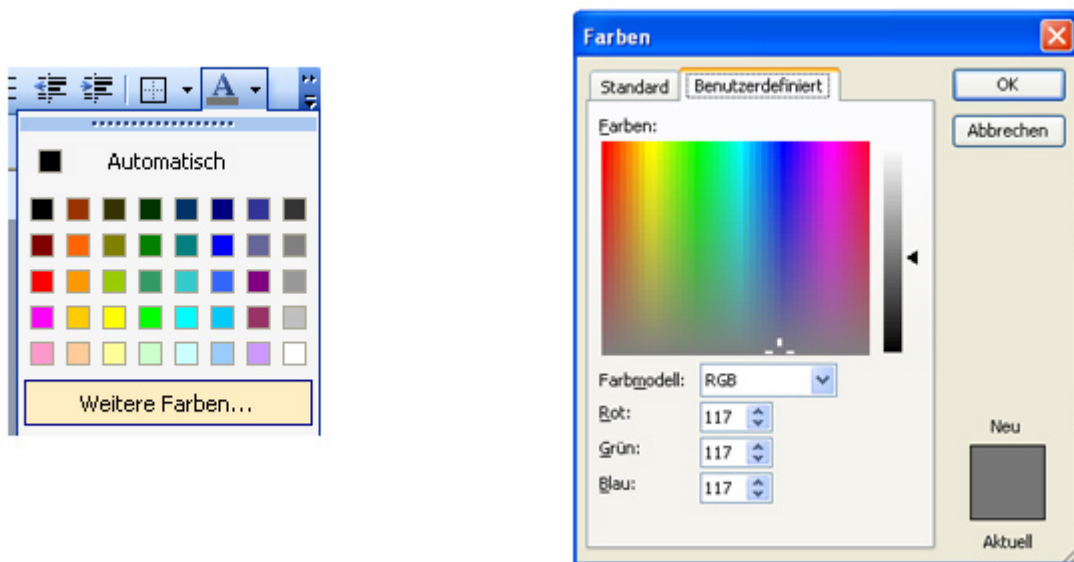 A
Automatisch
Weitere Farben...
Farben
Standard Benutzerdefiniert
OK
Abbrechen
Farben:
Farbmodell: RGB
Rot: 117
Grün: 117
Blau: 117
Neu
Aktuell